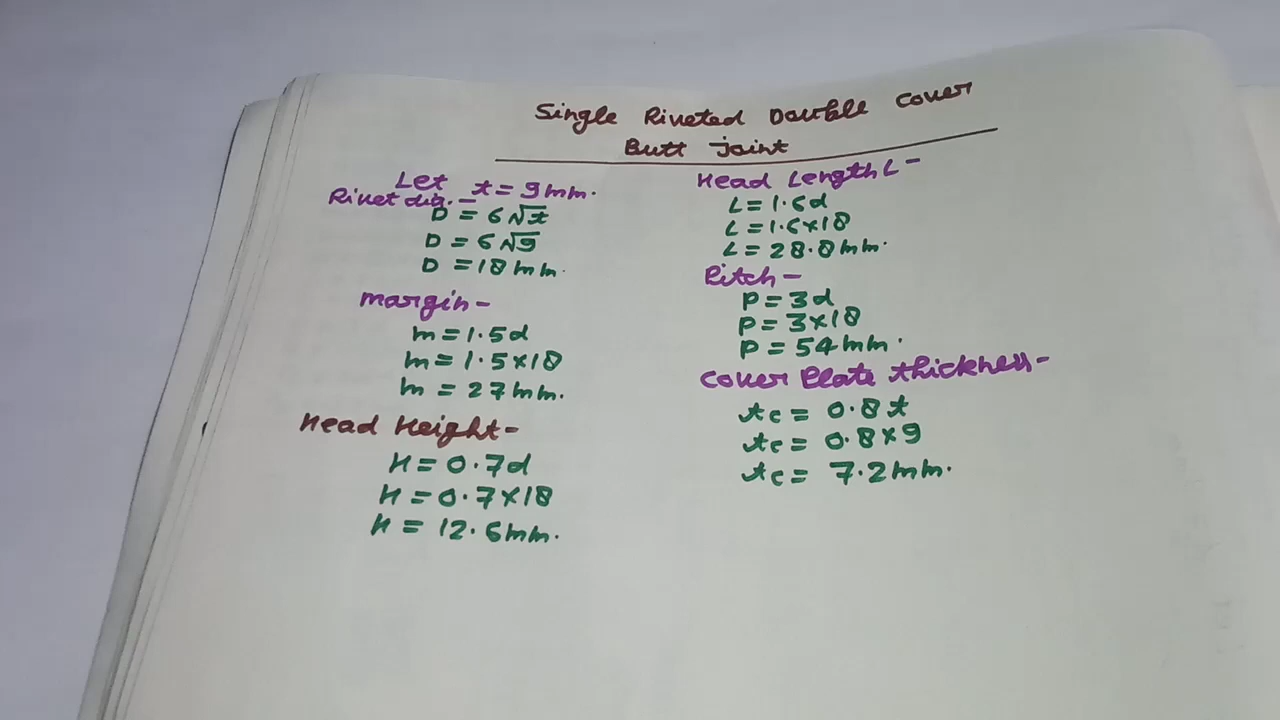 Single Riveted Double Cover
Butt joint
Let t = 9mm.
Rivet dia. -
D = 6√t
D = 6√9
D = 18mm.
Margin -
m = 1.5d
m = 1.5×18
m = 27mm.
Head Height -
H = 0.7d
H = 0.7×18
H = 12.6mm.
Head Length L -
L = 1.6d
L = 1.6×18
L = 28.8mm.
Pitch -
P = 3d
P = 3×18
P = 54mm.
Cover Plate thickness -
tc = 0.8t
tc = 0.8×9
tc = 7.2mm.